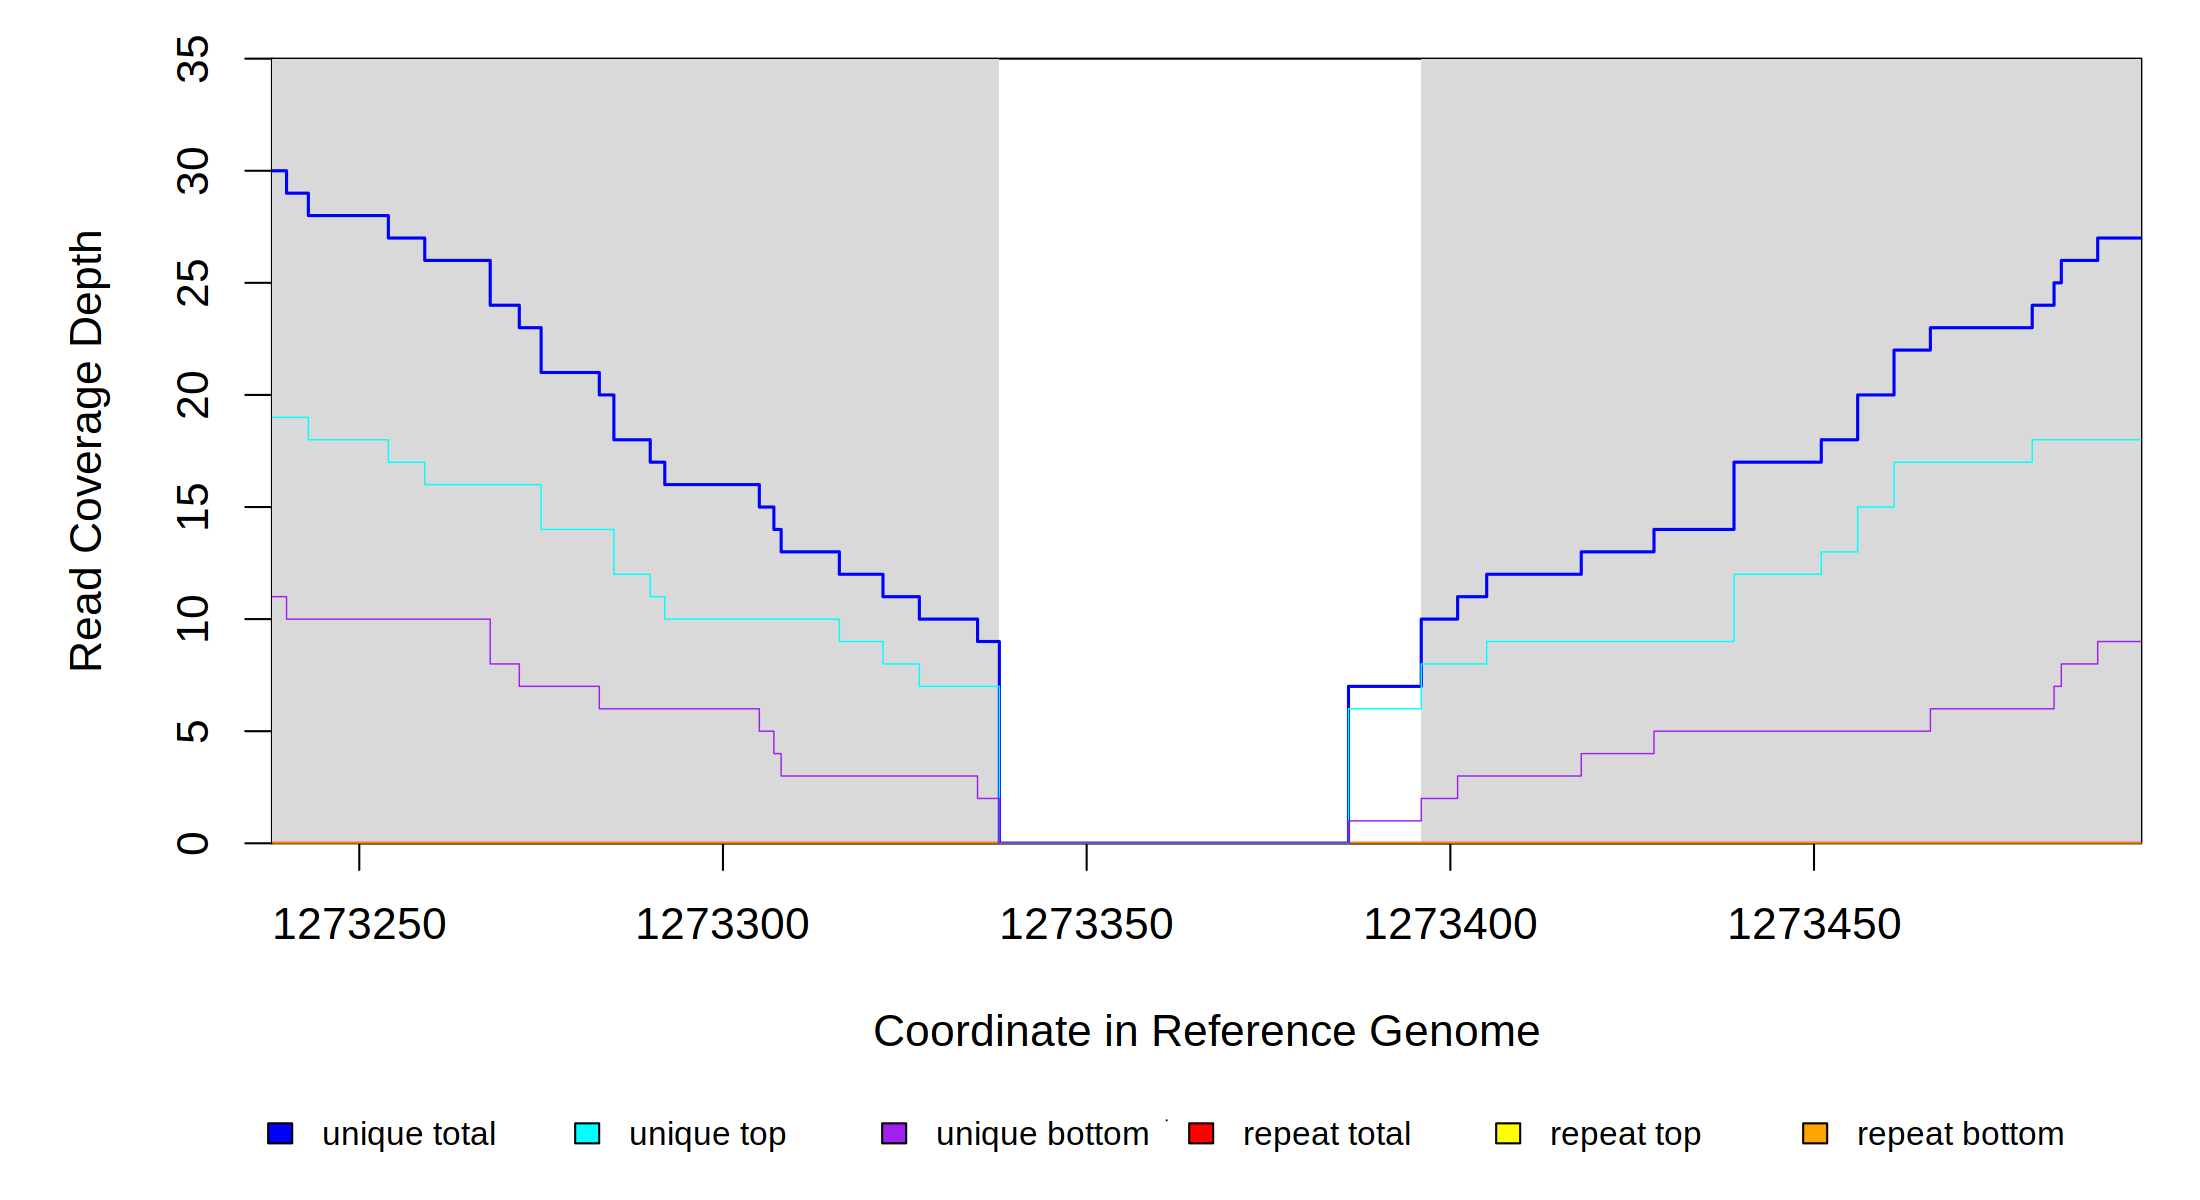 35
30
25
20
15
10
5
0
Read Coverage Depth
1273250 1273300 1273350 1273400 1273450
Coordinate in Reference Genome
unique total unique top unique bottom repeat total repeat top repeat bottom